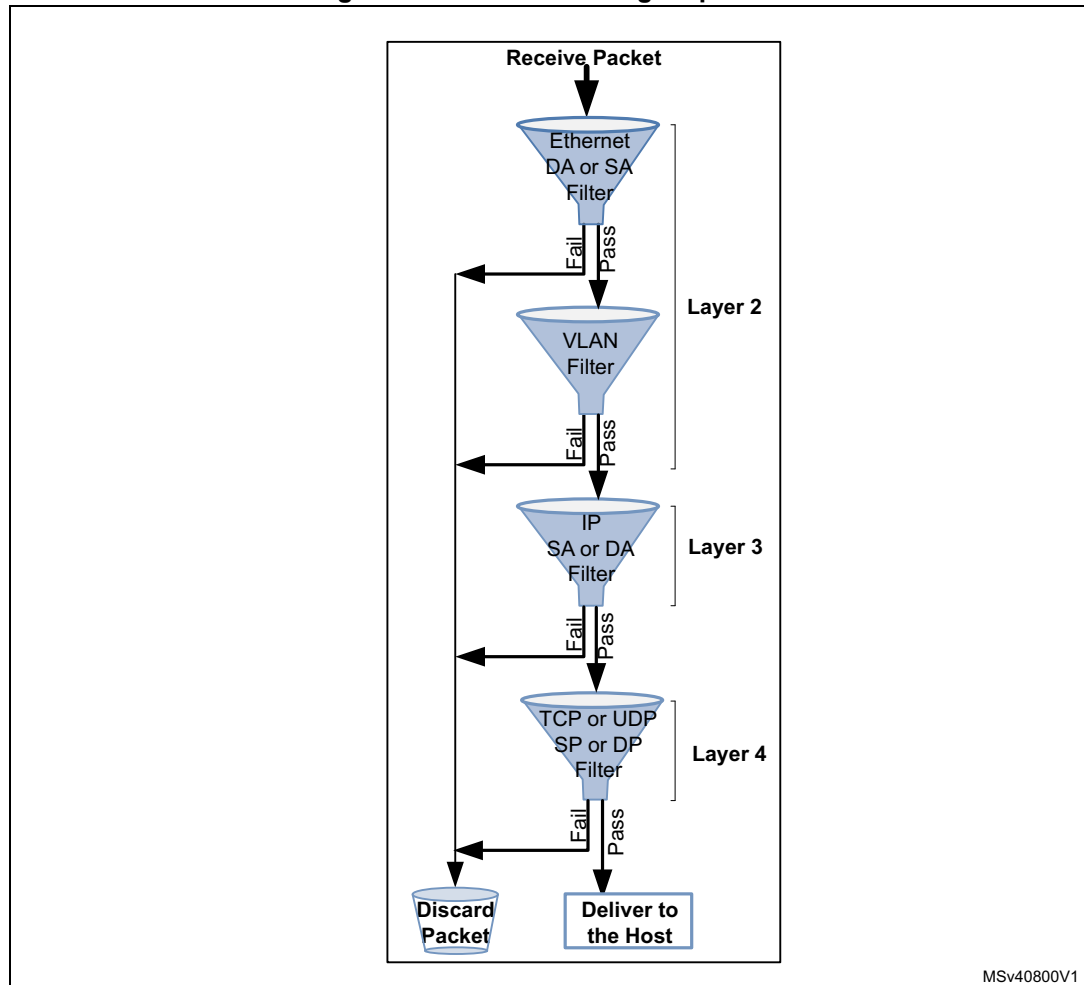 Receive Packet
Ethernet
DA or SA
Filter
Fail
Pass
Layer 2
VLAN
Filter
Fail
Pass
IP
SA or DA
Filter
Layer 3
Fail
Pass
TCP or UDP
SP or DP
Filter
Layer 4
Fail
Pass
Discard
Packet
Deliver to
the Host
MSv40800V1